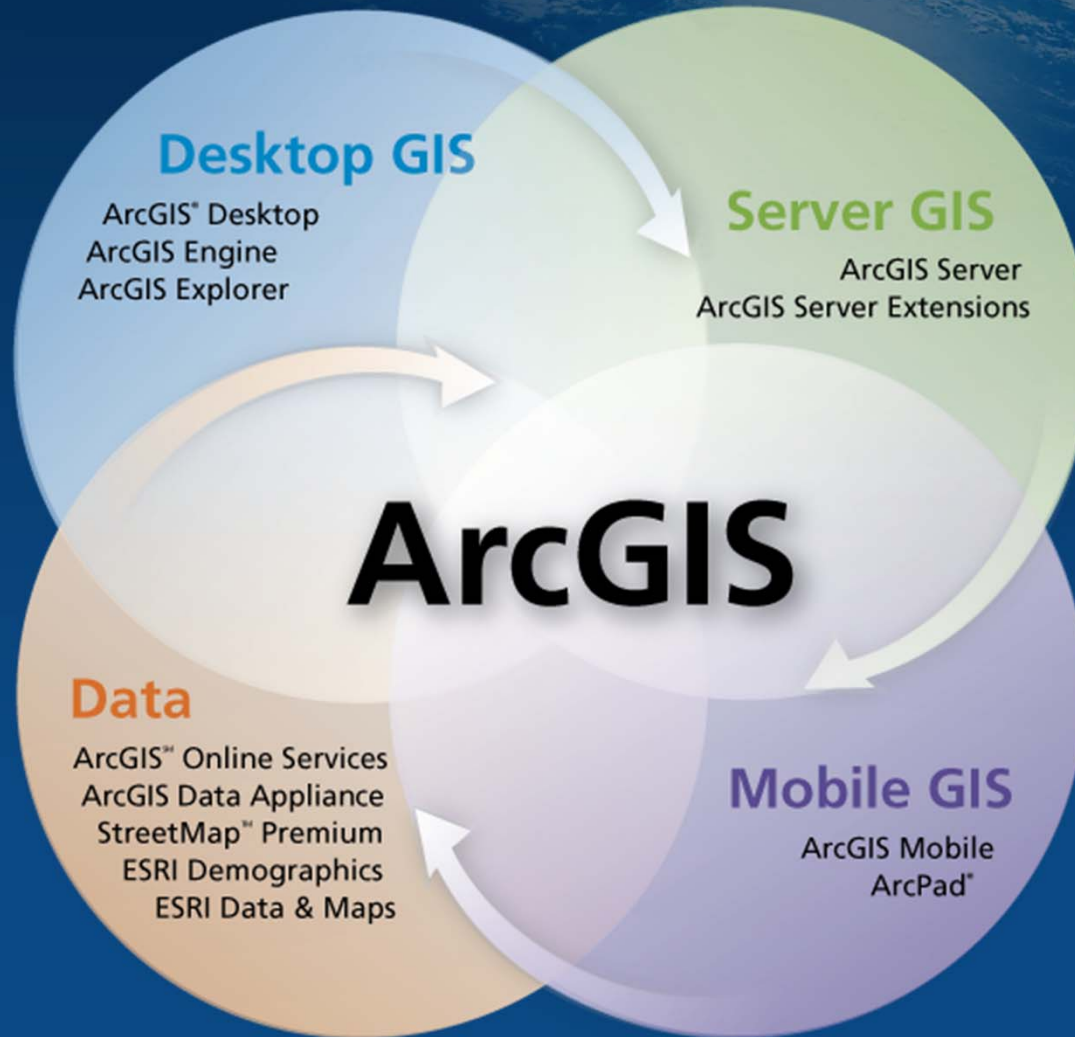 Desktop GIS
ArcGIS® Desktop
ArcGIS Engine
ArcGIS Explorer
Server GIS
ArcGIS Server
ArcGIS Server Extensions
ArcGIS
Data
ArcGIS℠ Online Services
ArcGIS Data Appliance
StreetMap™ Premium
ESRI Demographics
ESRI Data & Maps
Mobile GIS
ArcGIS Mobile
ArcPad®